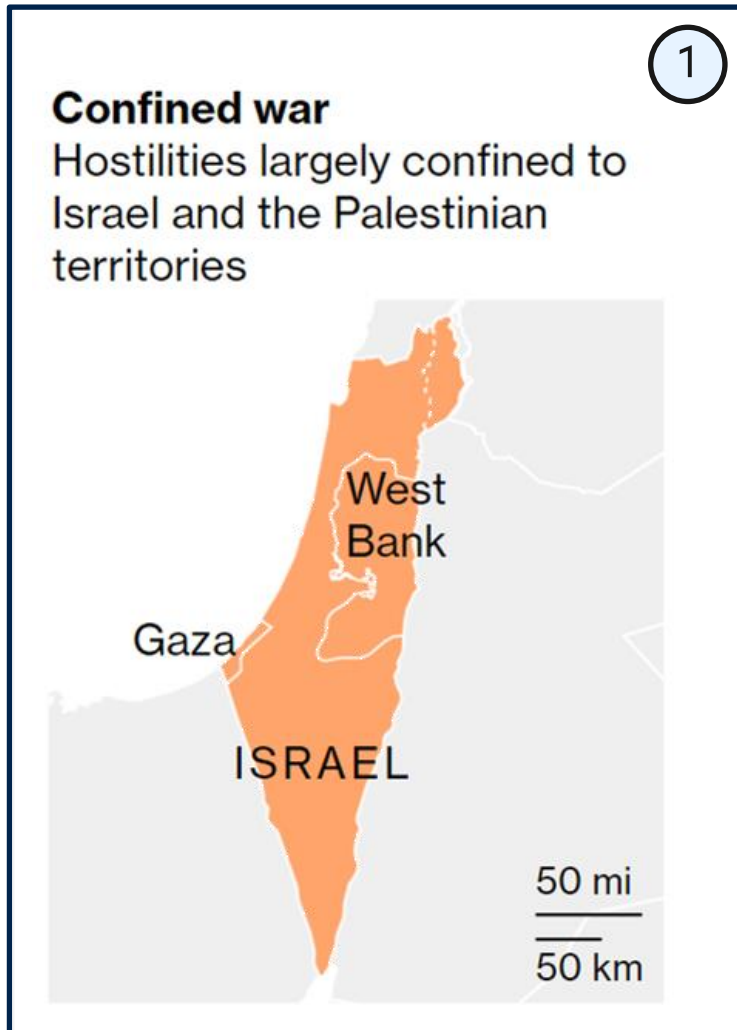 1
Confined war
Hostilities largely confined to
Israel and the Palestinian
territories
West
Bank
Gaza
ISRAEL
50 mi
50 km